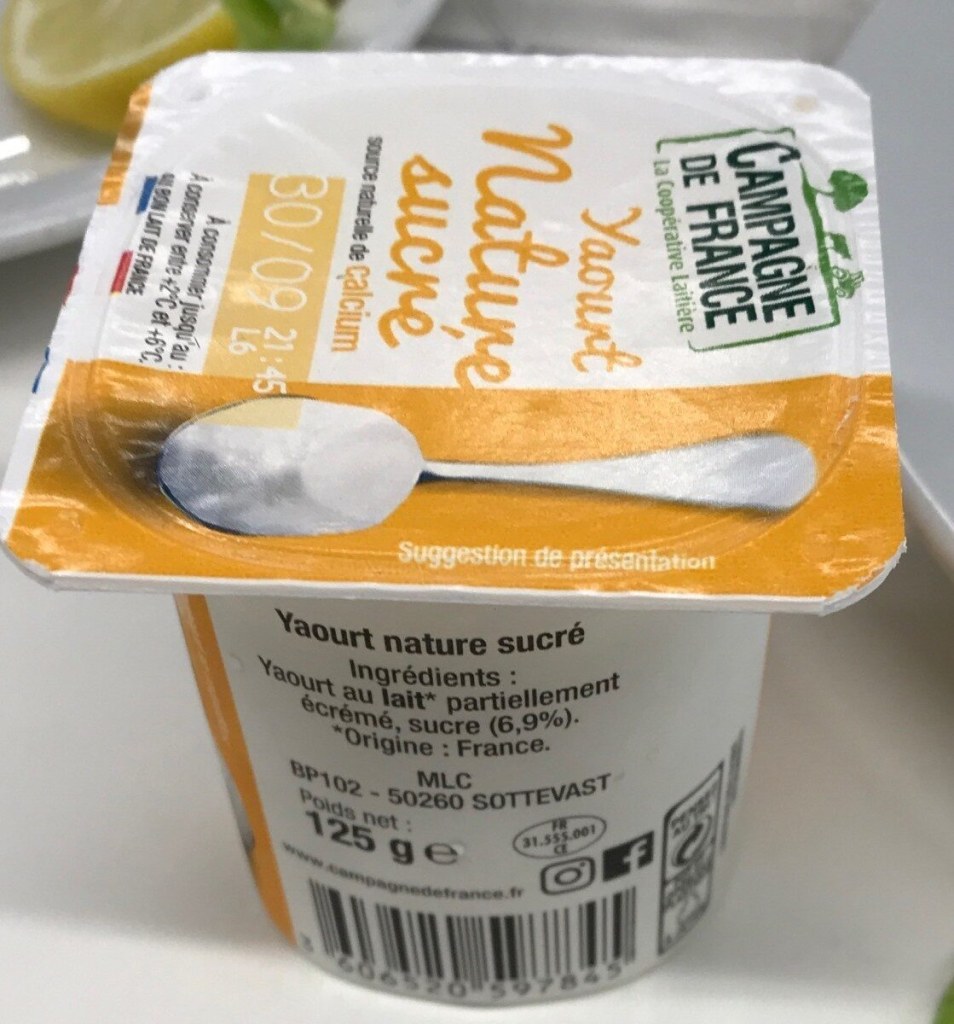 CAMPAGNE
DE FRANCE
La Coopérative Laitière
Yaourt
Nature
sucré
source naturelle de calcium
30/09 21:45
L6
A consommer jusqu'au :
A conserver entre +2°C et +6°C.
AU BON LAIT DE FRANCE
Suggestion de présentation
Yaourt nature sucré
Ingrédients :
Yaourt au lait* partiellement
écrémé, sucre (6,9%).
*Origine : France.
MLC
BP102 - 50260 SOTTEVAST
Poids net :
125 g e
FR
31.555.001
CE
www.campagnedefrance.fr
3 606520 597845